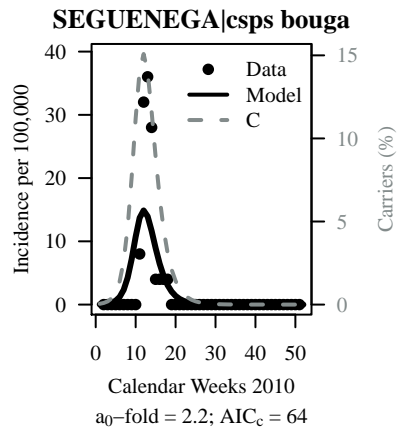 SEGUENEGA|csps bouga
Incidence per 100,000
40
30
20
10
0
Data
Model
C
15
10
5
0
Carriers (%)
0 10 20 30 40 50
Calendar Weeks 2010
a₀−fold = 2.2; AICc = 64